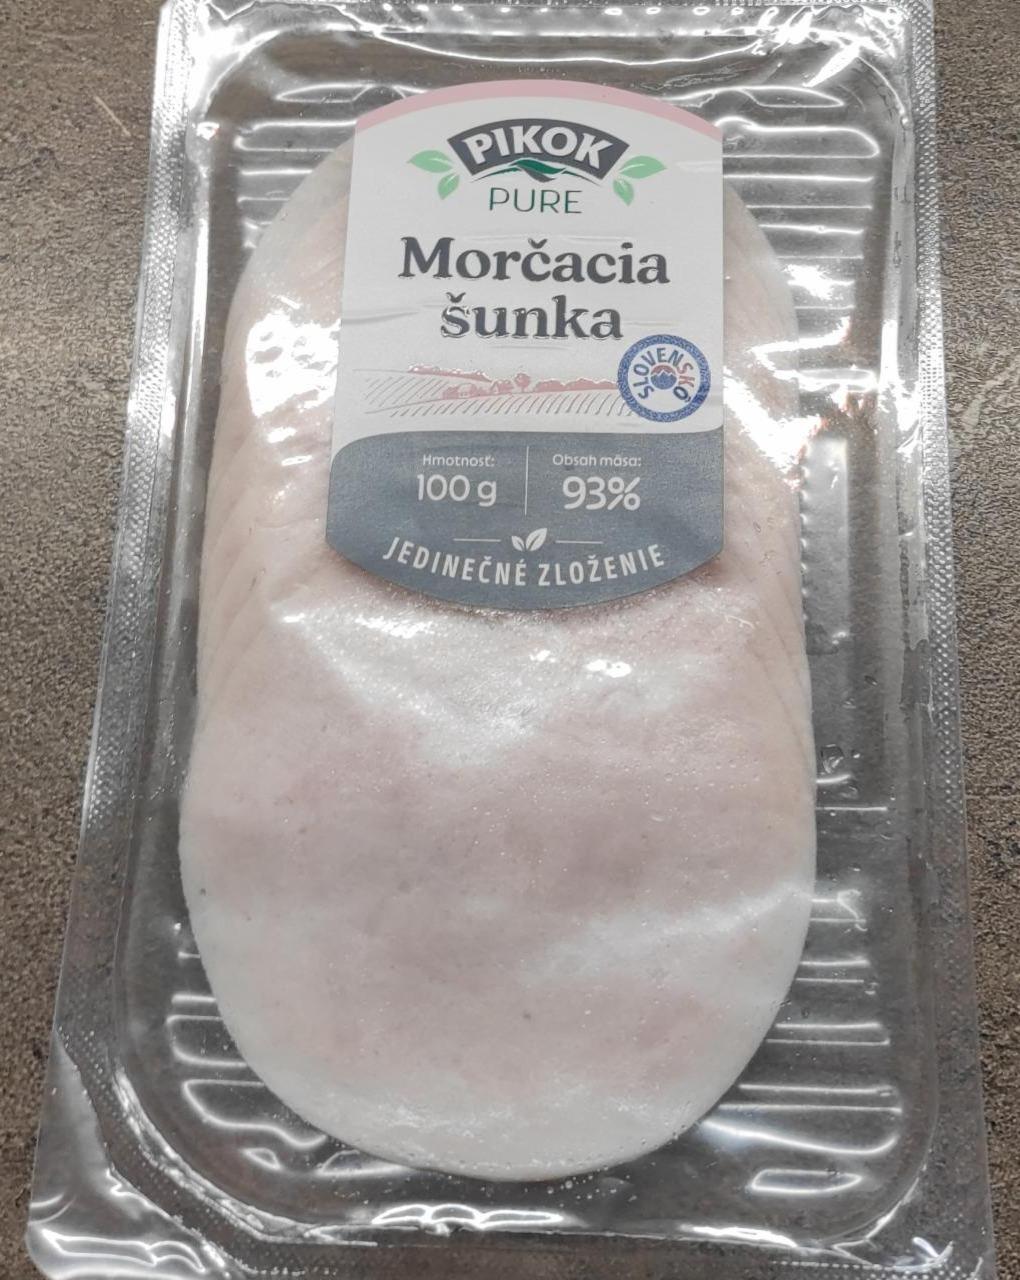 PIKOK
PURE
Morčacia
šunka
SLOVENSKO
Hmotnosť:
100 g
Obsah mäsa:
93%
JEDINEČNÉ ZLOŽENIE